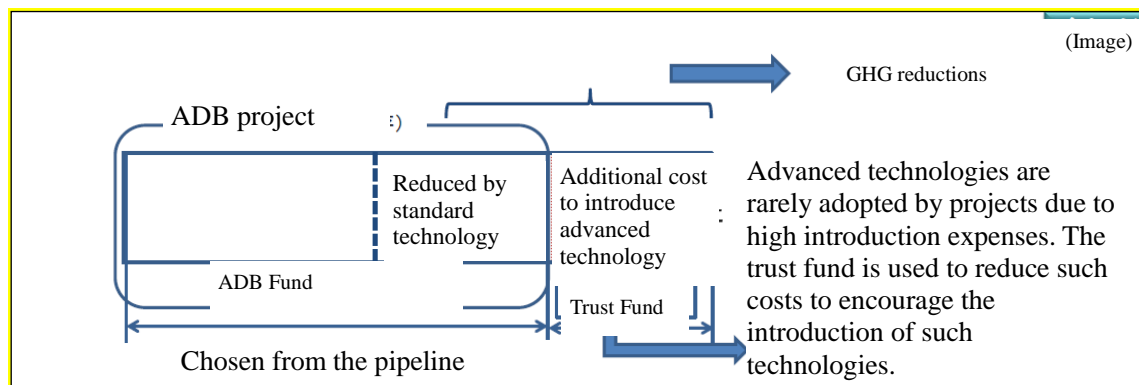 (Image)
GHG reductions
ADB project
Reduced by
standard
technology
Additional cost
to introduce
advanced
technology
ADB Fund
Trust Fund
Chosen from the pipeline
Advanced technologies are
rarely adopted by projects due to
high introduction expenses. The
trust fund is used to reduce such
costs to encourage the
introduction of such
technologies.